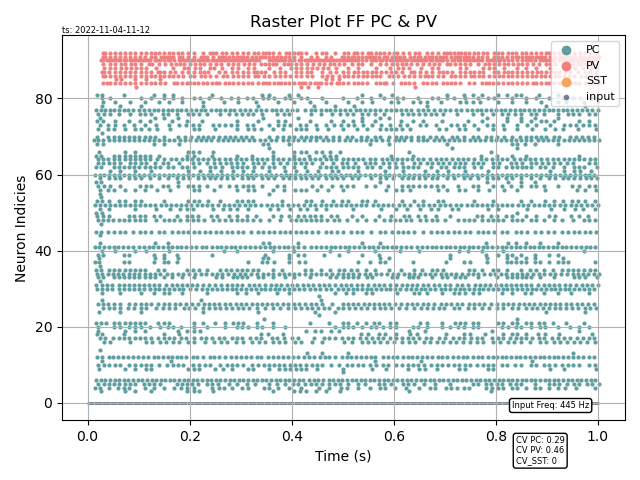 Raster Plot FF PC & PV
ts: 2022-11-04-11-12
PC
PV
SST
input
Neuron Indicies
80
60
40
20
0
Input Freq: 445 Hz
0.0 0.2 0.4 0.6 0.8 1.0
Time (s)
CV PC: 0.29
CV PV: 0.46
CV_SST: 0